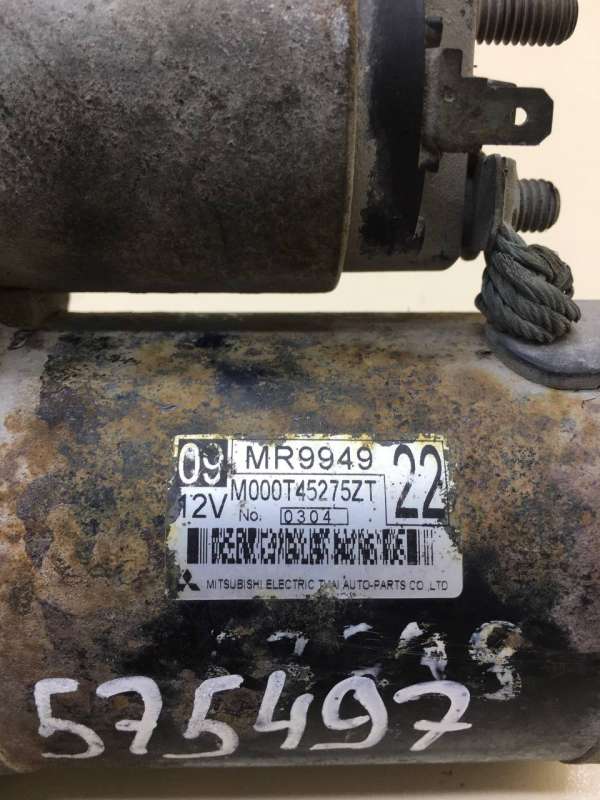 09 MR9949 22
12V M000T45275ZT
No. 0304
MITSUBISHI ELECTRIC THAI AUTO-PARTS CO.,LTD
575497